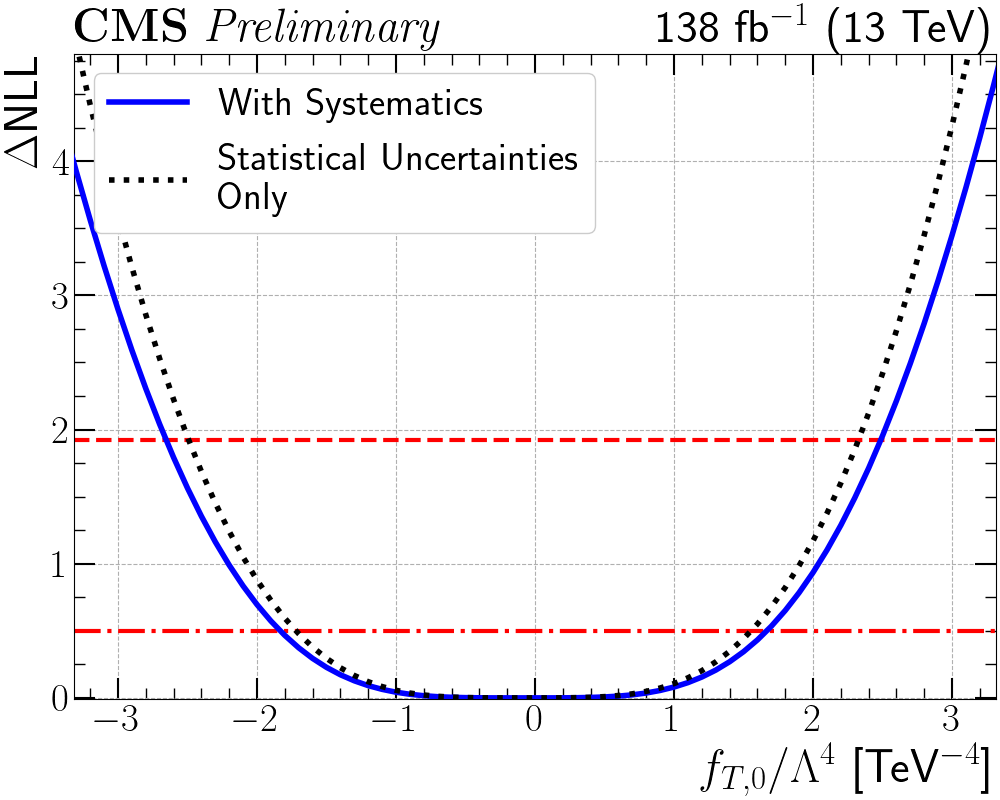 CMS Preliminary 138 fb⁻¹ (13 TeV)
ΔNLL
With Systematics
Statistical Uncertainties
Only
4
3
2
1
0
−3 −2 −1 0 1 2 3
f_{T,0}/Λ⁴ [TeV⁻⁴]